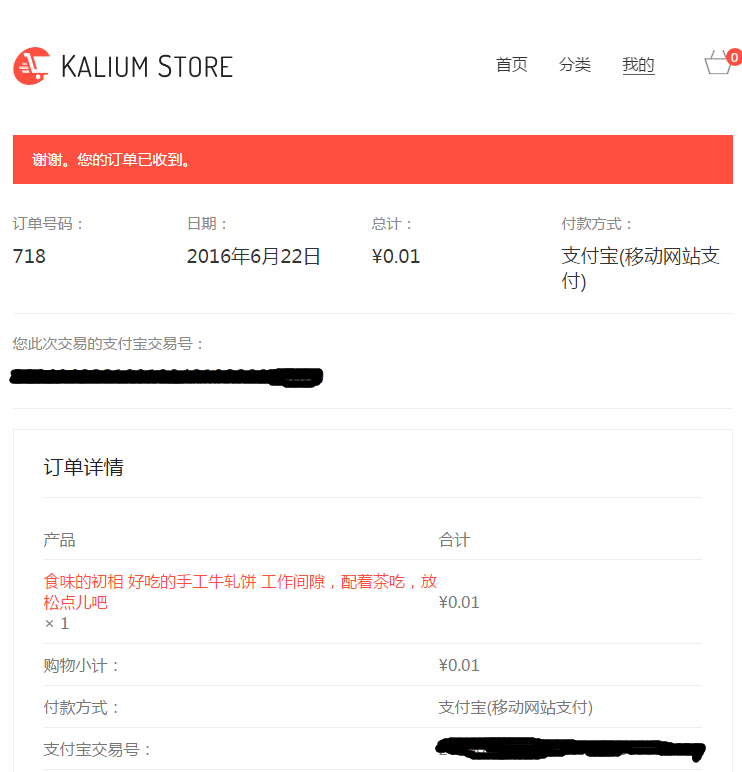 KALIUM STORE
首页 分类 我的 0
谢谢。您的订单已收到。
订单号码： 日期： 总计： 付款方式：
718 2016年6月22日 ¥0.01 支付宝(移动网站支
付)
您此次交易的支付宝交易号：
订单详情
产品 合计
食味的初相 好吃的手工牛轧饼 工作间隙，配着茶吃，放
松点儿吧
× 1 ¥0.01
购物小计： ¥0.01
付款方式： 支付宝(移动网站支付)
支付宝交易号：